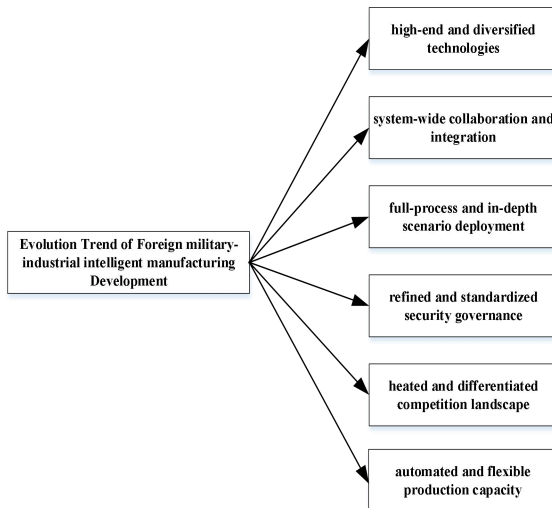 high-end and diversified
technologies
system-wide collaboration and
integration
full-process and in-depth
scenario deployment
Evolution Trend of Foreign military-
industrial intelligent manufacturing
Development
refined and standardized
security governance
heated and differentiated
competition landscape
automated and flexible
production capacity